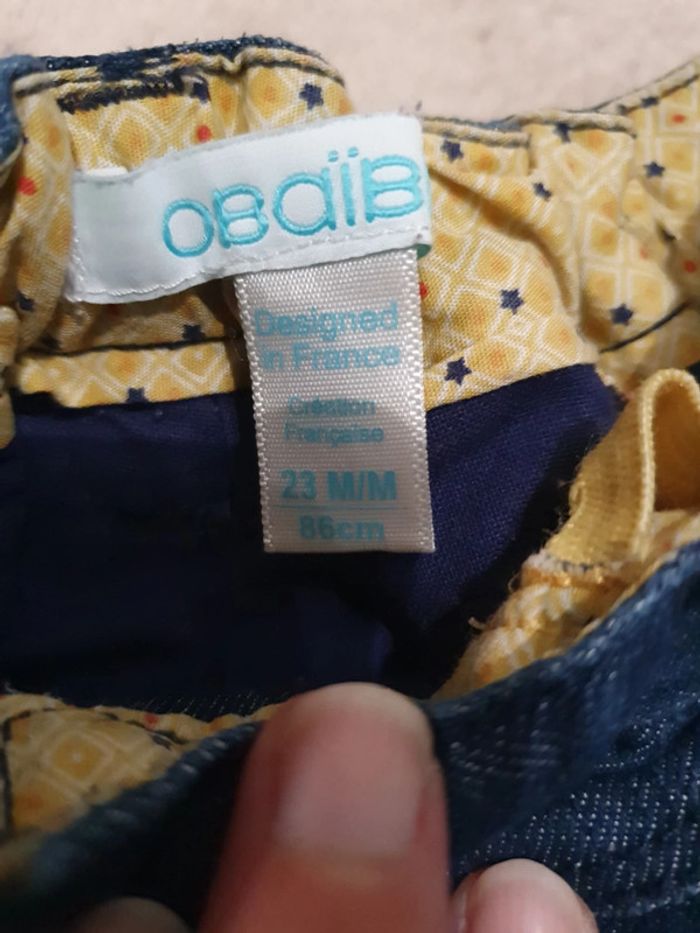 OBAÏBI
Designed
in France
Création
Française
23 M/M
86cm